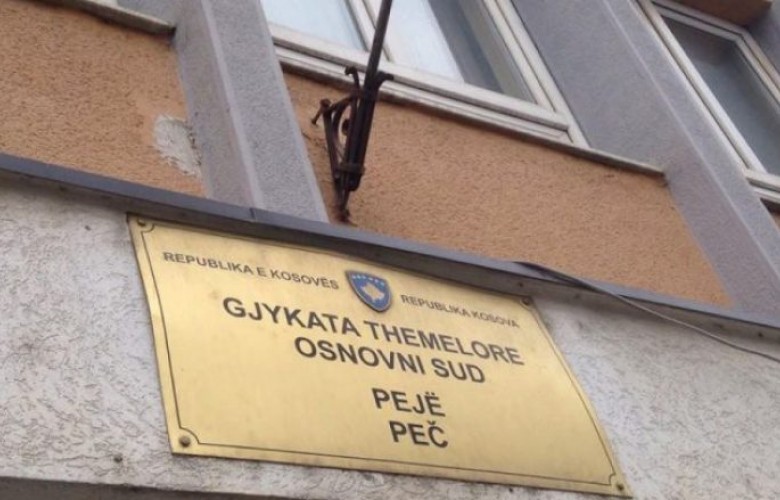 REPUBLIKA E KOSOVËS REPUBLIKA KOSOVA
GJYKATA THEMELORE
OSNOVNI SUD
PEJË
PEČ